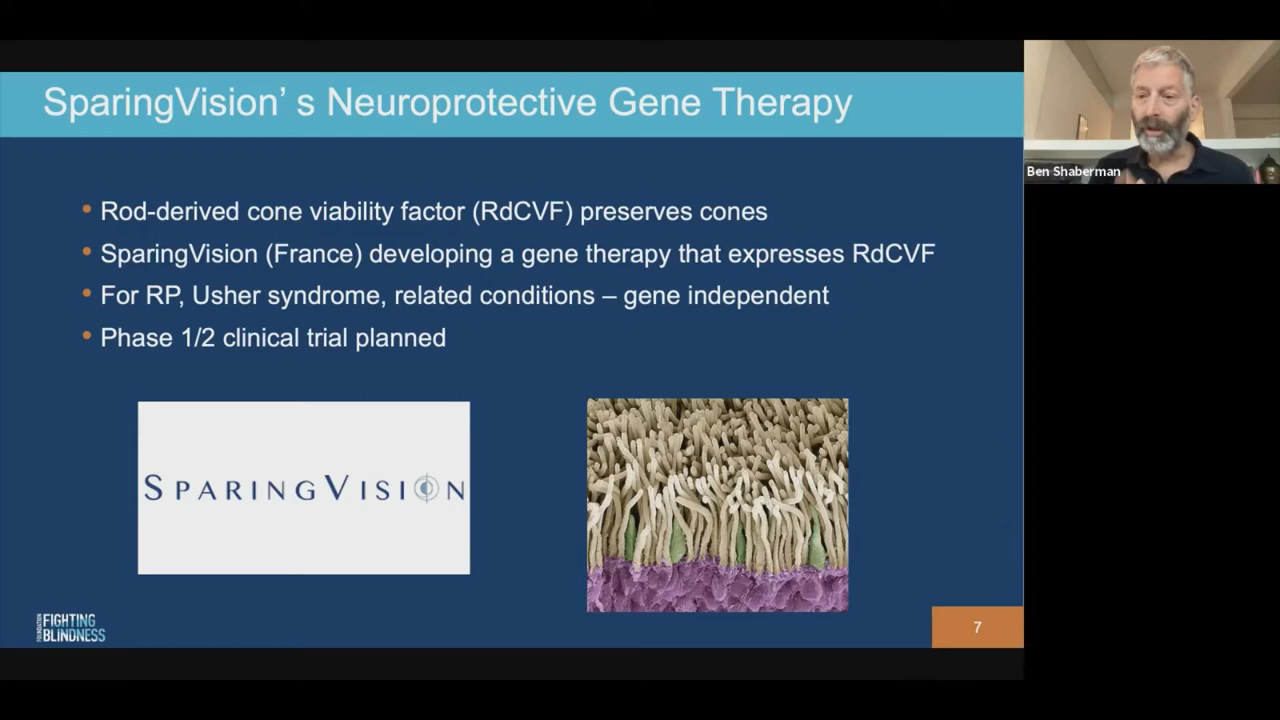 SparingVision’ s Neuroprotective Gene Therapy
Ben Shaberman
• Rod-derived cone viability factor (RdCVF) preserves cones
• SparingVision (France) developing a gene therapy that expresses RdCVF
• For RP, Usher syndrome, related conditions – gene independent
• Phase 1/2 clinical trial planned
SPARINGVISION
FOUNDATION
FIGHTING
BLINDNESS
7